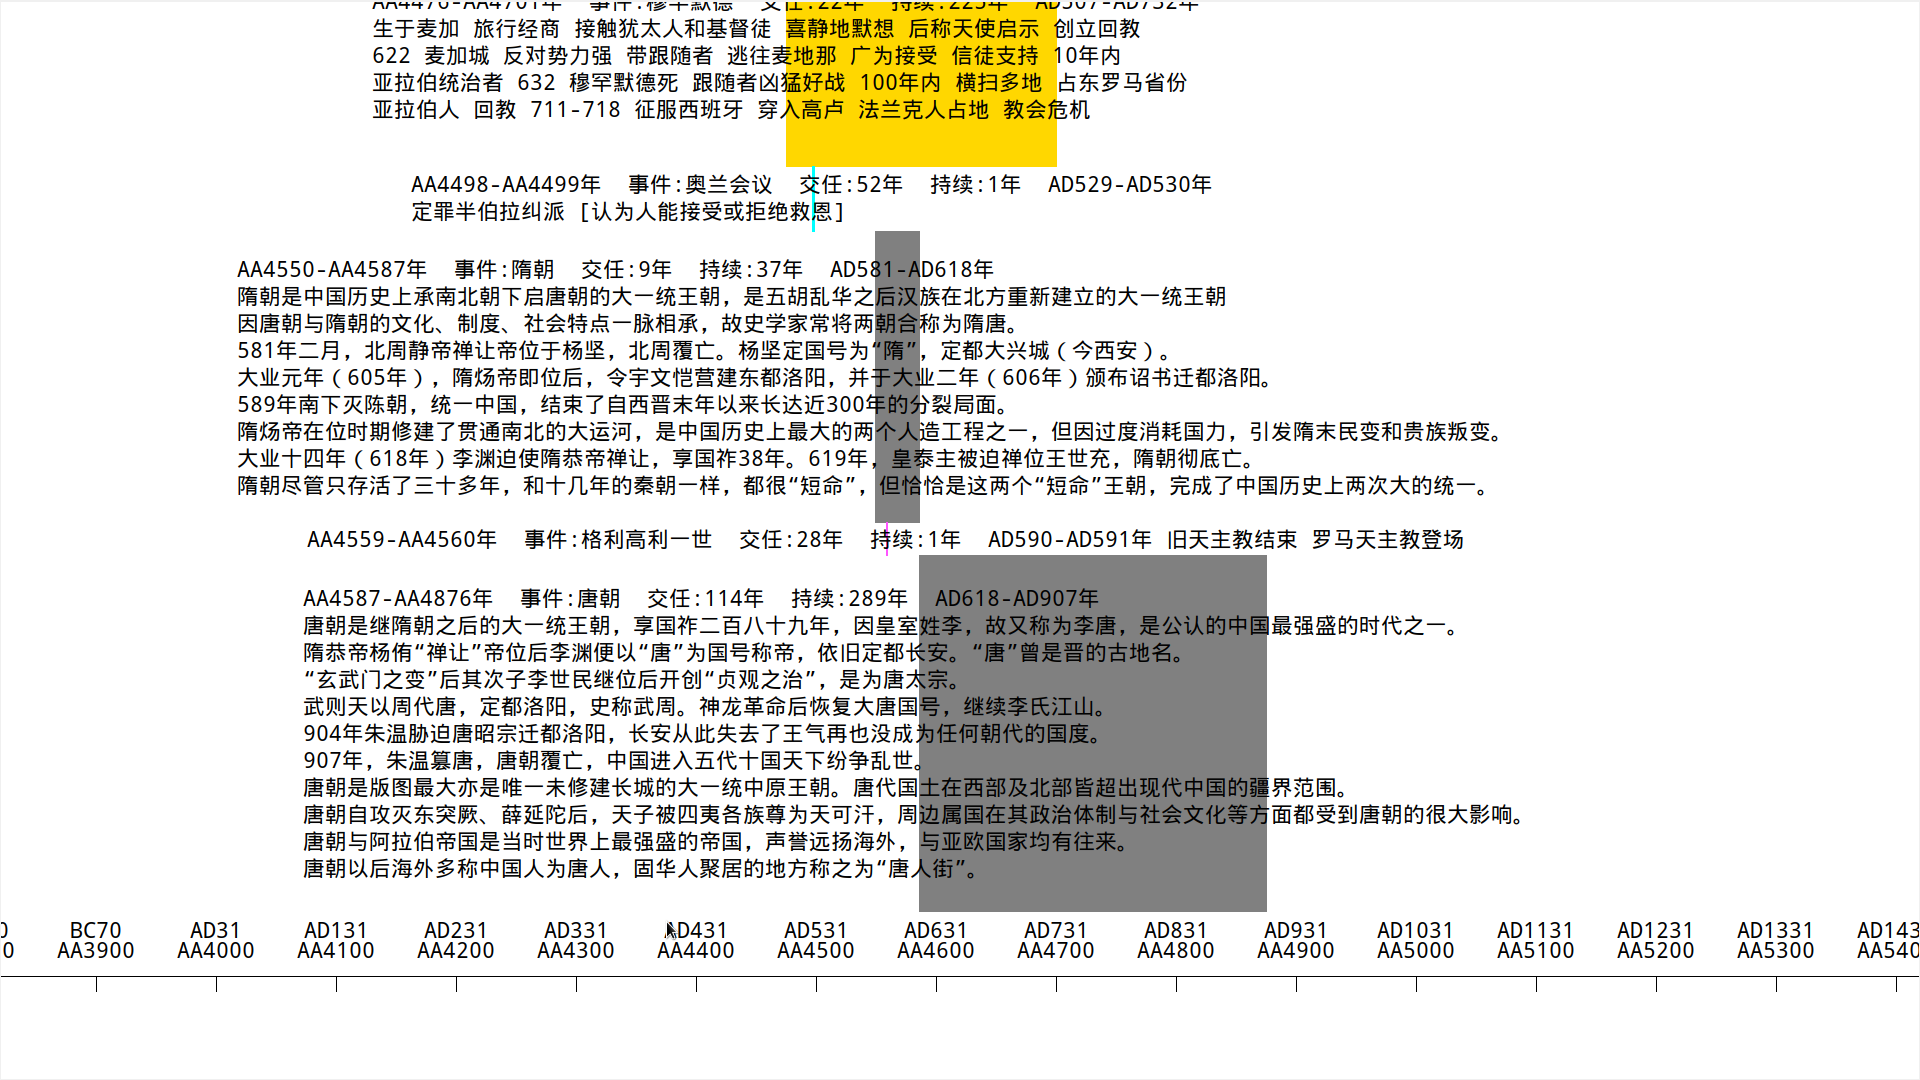 AA4476-AA4701年  事件:穆罕默德  交任:22年  持续:225年  AD507-AD732年
生于麦加 旅行经商 接触犹太人和基督徒 喜静地默想 后称天使启示 创立回教
622 麦加城 反对势力强 带跟随者 逃往麦地那 广为接受 信徒支持 10年内
亚拉伯统治者 632 穆罕默德死 跟随者凶猛好战 100年内 横扫多地 占东罗马省份
亚拉伯人 回教 711-718 征服西班牙 穿入高卢 法兰克人占地 教会危机
AA4498-AA4499年  事件:奥兰会议  交任:52年  持续:1年  AD529-AD530年
定罪半伯拉纠派 [认为人能接受或拒绝救恩]
AA4550-AA4587年  事件:隋朝  交任:9年  持续:37年  AD581-AD618年
隋朝是中国历史上承南北朝下启唐朝的大一统王朝，是五胡乱华之后汉族在北方重新建立的大一统王朝
因唐朝与隋朝的文化、制度、社会特点一脉相承，故史学家常将两朝合称为隋唐。
581年二月，北周静帝禅让帝位于杨坚，北周覆亡。杨坚定国号为“隋”，定都大兴城（今西安）。
大业元年（605年），隋炀帝即位后，令宇文恺营建东都洛阳，并于大业二年（606年）颁布诏书迁都洛阳。
589年南下灭陈朝，统一中国，结束了自西晋末年以来长达近300年的分裂局面。
隋炀帝在位时期修建了贯通南北的大运河，是中国历史上最大的两个人造工程之一，但因过度消耗国力，引发隋末民变和贵族叛变。
大业十四年（618年）李渊迫使隋恭帝禅让，享国祚38年。619年，皇泰主被迫禅位王世充，隋朝彻底亡。
隋朝尽管只存活了三十多年，和十几年的秦朝一样，都很“短命”，但恰恰是这两个“短命”王朝，完成了中国历史上两次大的统一。
AA4559-AA4560年  事件:格利高利一世  交任:28年  持续:1年  AD590-AD591年 旧天主教结束 罗马天主教登场
AA4587-AA4876年  事件:唐朝  交任:114年  持续:289年  AD618-AD907年
唐朝是继隋朝之后的大一统王朝，享国祚二百八十九年，因皇室姓李，故又称为李唐，是公认的中国最强盛的时代之一。
隋恭帝杨侑“禅让”帝位后李渊便以“唐”为国号称帝，依旧定都长安。“唐”曾是晋的古地名。
“玄武门之变”后其次子李世民继位后开创“贞观之治”，是为唐太宗。
武则天以周代唐，定都洛阳，史称武周。神龙革命后恢复大唐国号，继续李氏江山。
904年朱温胁迫唐昭宗迁都洛阳，长安从此失去了王气再也没成为任何朝代的国度。
907年，朱温篡唐，唐朝覆亡，中国进入五代十国天下纷争乱世。
唐朝是版图最大亦是唯一未修建长城的大一统中原王朝。唐代国土在西部及北部皆超出现代中国的疆界范围。
唐朝自攻灭东突厥、薛延陀后，天子被四夷各族尊为天可汗，周边属国在其政治体制与社会文化等方面都受到唐朝的很大影响。
唐朝与阿拉伯帝国是当时世界上最强盛的帝国，声誉远扬海外，与亚欧国家均有往来。
唐朝以后海外多称中国人为唐人，固华人聚居的地方称之为“唐人街”。
0 BC70 AD31 AD131 AD231 AD331 AD431 AD531 AD631 AD731 AD831 AD931 AD1031 AD1131 AD1231 AD1331 AD143
0 AA3900 AA4000 AA4100 AA4200 AA4300 AA4400 AA4500 AA4600 AA4700 AA4800 AA4900 AA5000 AA5100 AA5200 AA5300 AA540